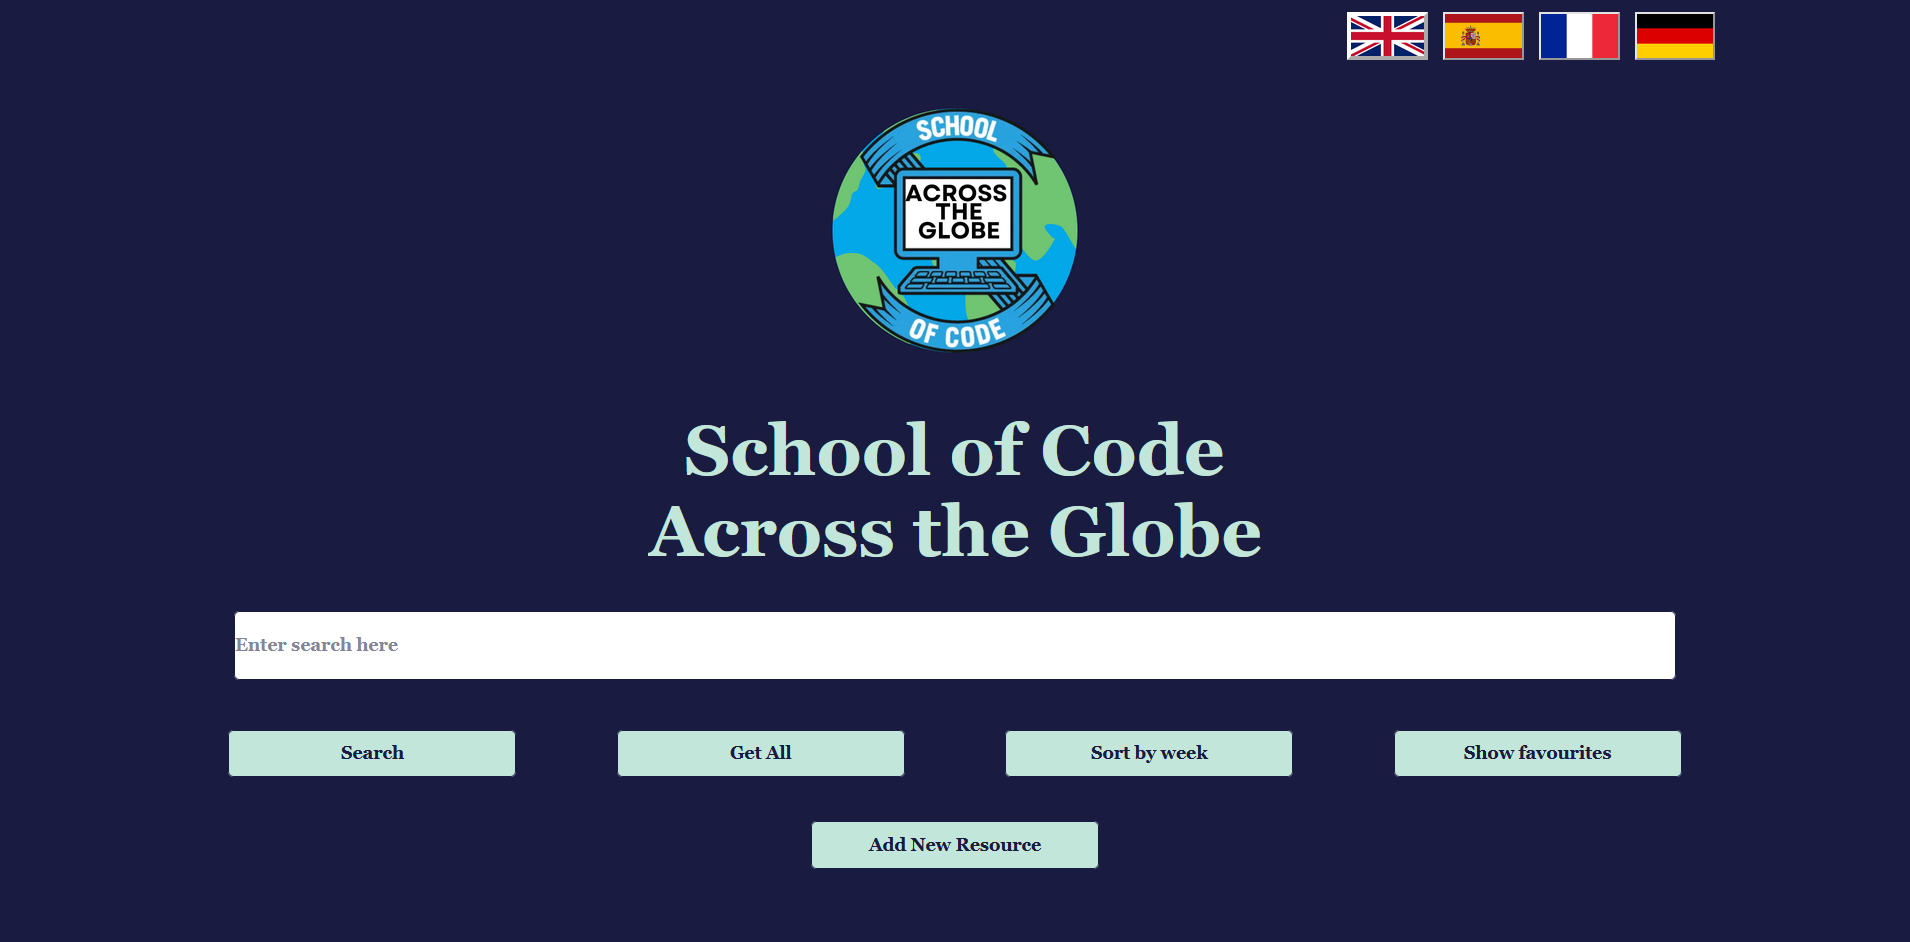 SCHOOL
ACROSS
THE
GLOBE
OF CODE
School of Code
Across the Globe
Enter search here
Search
Get All
Sort by week
Show favourites
Add New Resource